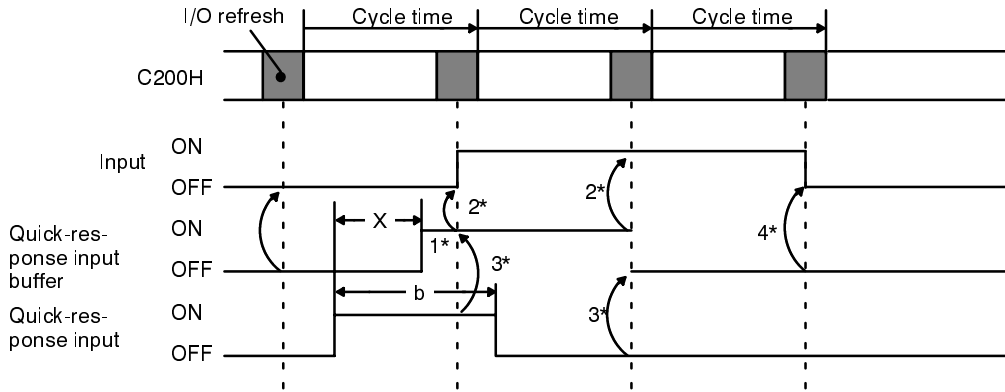 I/O refresh
Cycle time
Cycle time
Cycle time
C200H
Input
ON
OFF
2*
2*
Quick-res-
ponse input
buffer
ON
OFF
X
1*
3*
4*
b
Quick-res-
ponse input
ON
OFF
3*